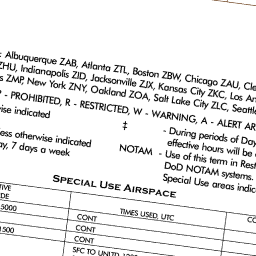 : Albuquerque ZAB, Atlanta ZTL, Boston ZBW, Chicago ZAU, Cle
ZHU, Indianapolis ZID, Jacksonville ZJX, Kansas City ZKC, Los An
s ZMP, New York ZNY, Oakland ZOA, Salt Lake City ZLC, Seattl
P - PROHIBITED, R - RESTRICTED, W - WARNING, A - ALERT AR
wise indicated
‡ - During periods of Day
effective hours will be
ess otherwise indicated
ay, 7 days a week
NOTAM - Use of this term in Rest
DoD NOTAM systems.
Special Use areas indic
SPECIAL USE AIRSPACE
TIVE
DE
TIMES USED, UTC
CO
5000
CONT
CONT
1500
CONT
SFC TO UNITD